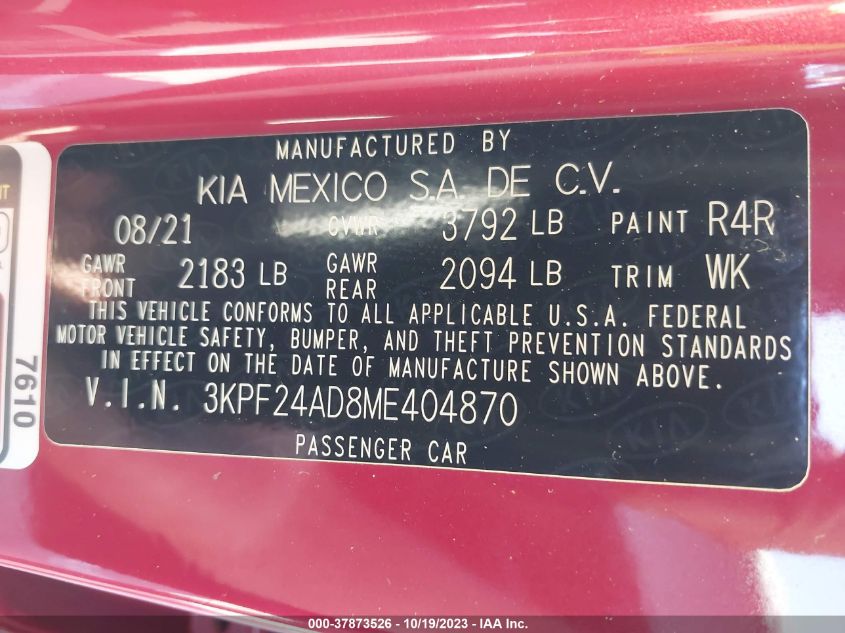 MANUFACTURED BY
KIA MEXICO S.A. DE C.V.
08/21 GVWR 3792 LB PAINT R4R
GAWR FRONT 2183 LB GAWR REAR 2094 LB TRIM WK
THIS VEHICLE CONFORMS TO ALL APPLICABLE U.S.A. FEDERAL
MOTOR VEHICLE SAFETY, BUMPER, AND THEFT PREVENTION STANDARDS
IN EFFECT ON THE DATE OF MANUFACTURE SHOWN ABOVE.
V.I.N. 3KPF24AD8ME404870
PASSENGER CAR
7610
000-37873526 - 10/19/2023 - IAA Inc.